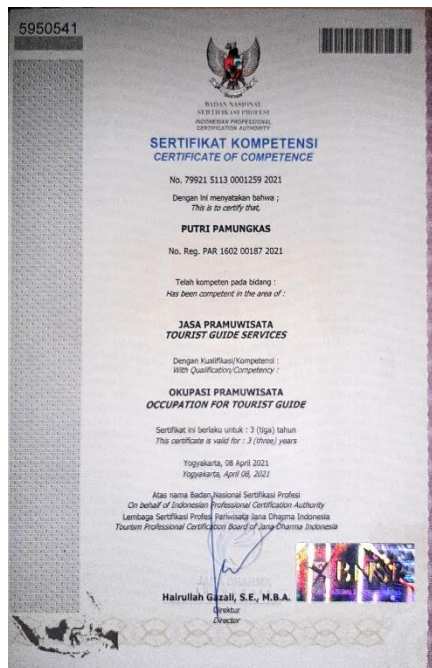 5950541
BADAN NASIONAL
SERTIFIKASI PROFESI
INDONESIAN PROFESSIONAL
CERTIFICATION AUTHORITY
SERTIFIKAT KOMPETENSI
CERTIFICATE OF COMPETENCE
No. 79921 5113 0001259 2021
Dengan ini menyatakan bahwa ;
This is to certify that,
PUTRI PAMUNGKAS
No. Reg. PAR 1602 00187 2021
Telah kompeten pada bidang :
Has been competent in the area of :
JASA PRAMUWISATA
TOURIST GUIDE SERVICES
Dengan Kualifikasi/Kompetensi :
With Qualification/Competency :
OKUPASI PRAMUWISATA
OCCUPATION FOR TOURIST GUIDE
Sertifikat ini berlaku untuk : 3 (tiga) tahun
This certificate is valid for : 3 (three) years
Yogyakarta, 08 April 2021
Yogyakarta, April 08, 2021
Atas nama Badan Nasional Sertifikasi Profesi
On behalf of Indonesian Professional Certification Authority
Lembaga Sertifikasi Profesi Pariwisata Jana Dharma Indonesia
Tourism Professional Certification Board of Jana Dharma Indonesia
JANA DHARMA
BNSP
Hairullah Gazali, S.E., M.B.A.
Direktur
Director